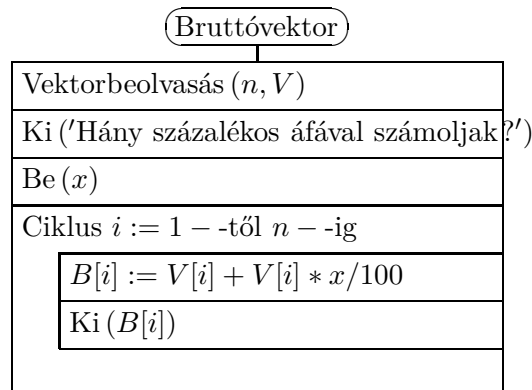 Bruttóvektor
Vektorbeolvasás (n, V)
Ki ('Hány százalékos áfával számoljak?')
Be (x)
Ciklus i := 1 − -től n − -ig
B[i] := V[i] + V[i] ∗ x/100
Ki (B[i])